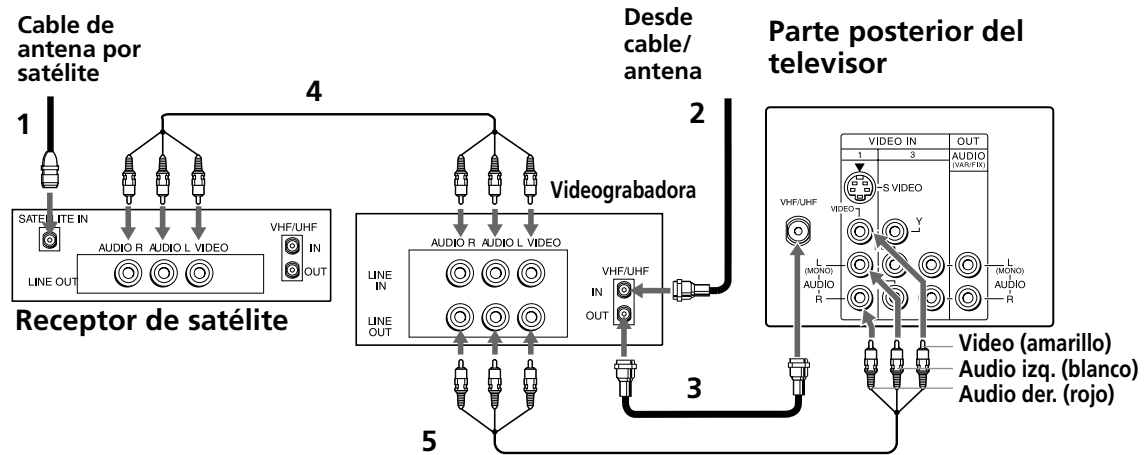 Cable de
antena por
satélite
1
4
Desde
cable/
antena
2
Parte posterior del
televisor
Videograbadora
SATELLITE IN
AUDIO R AUDIO L VIDEO
VHF/UHF
IN
OUT
LINE OUT
Receptor de satélite
AUDIO R AUDIO L VIDEO
LINE
IN
LINE
OUT
VHF/UHF
IN
OUT
VIDEO IN
OUT
1
3
AUDIO
(VAR/FIX)
S VIDEO
VHF/UHF
VIDEO
Y
L
(MONO)
AUDIO
R
L
(MONO)
AUDIO
R
Video (amarillo)
Audio izq. (blanco)
Audio der. (rojo)
3
5